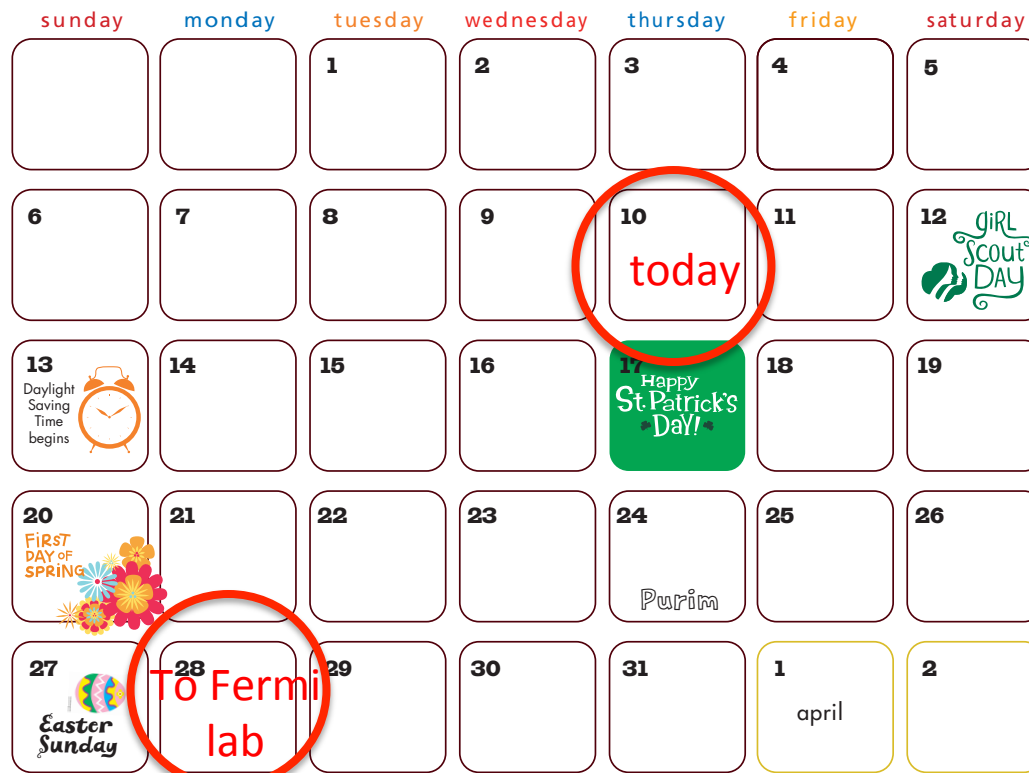 sunday monday tuesday wednesday thursday friday saturday
1 2 3 4 5
6 7 8 9 10 11 12
today
GiRL
SCOUT
DAY
13 14 15 16 17 18 19
Daylight
Saving
Time
begins
Happy
St. Patrick's
DaY!
20 21 22 23 24 25 26
FiRST
DAY OF
SPRiNG
Purim
27 28 29 30 31 1 2
Easter
Sunday
To Fermi
lab
april